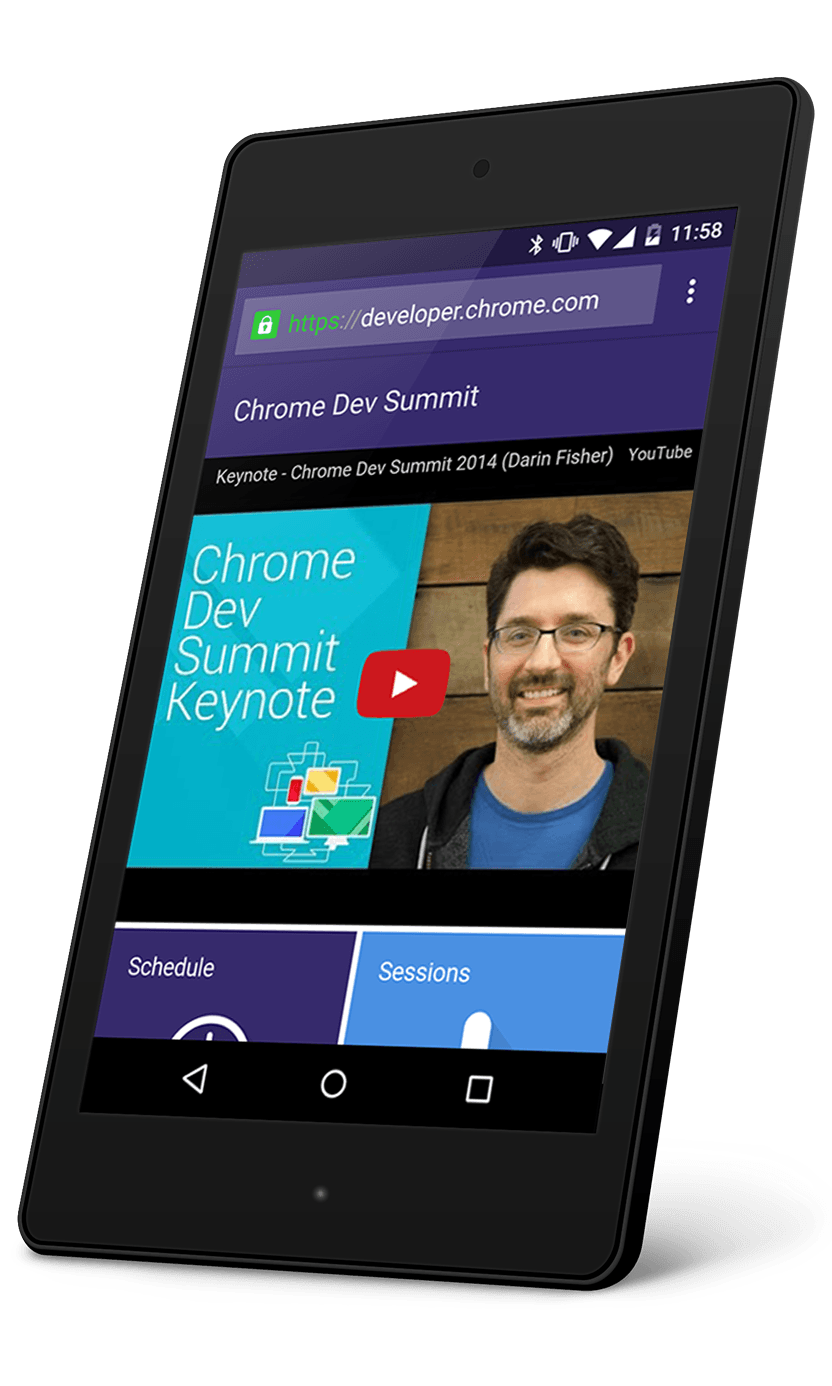 11:58
https://developer.chrome.com
Chrome Dev Summit
Keynote - Chrome Dev Summit 2014 (Darin Fisher) YouTube
Chrome
Dev
Summit
Keynote
Schedule
Sessions